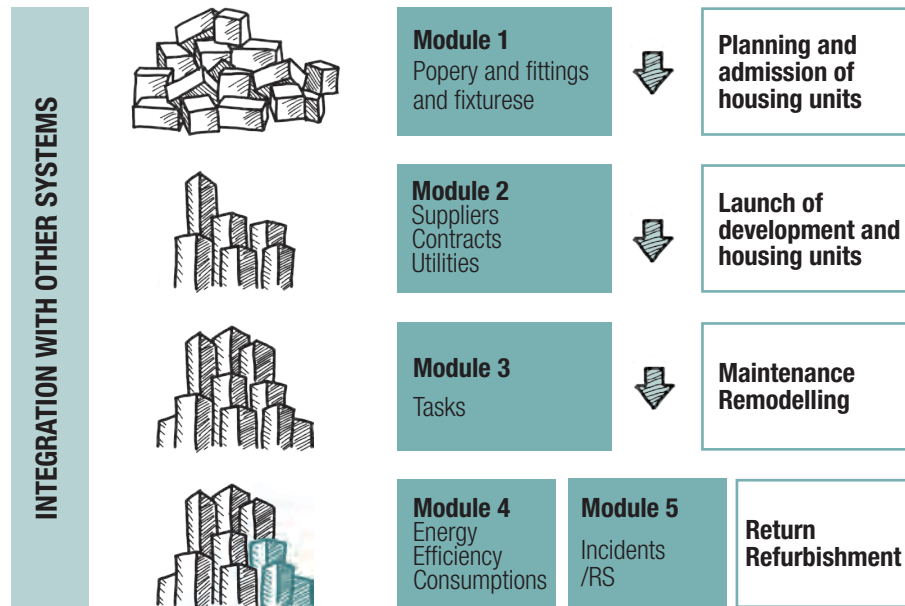 INTEGRATION WITH OTHER SYSTEMS
Module 1
Popery and fittings
and fixturese
Planning and
admission of
housing units
Module 2
Suppliers
Contracts
Utilities
Launch of
development and
housing units
Module 3
Tasks
Maintenance
Remodelling
Module 4
Energy
Efficiency
Consumptions
Module 5
Incidents
/RS
Return
Refurbishment